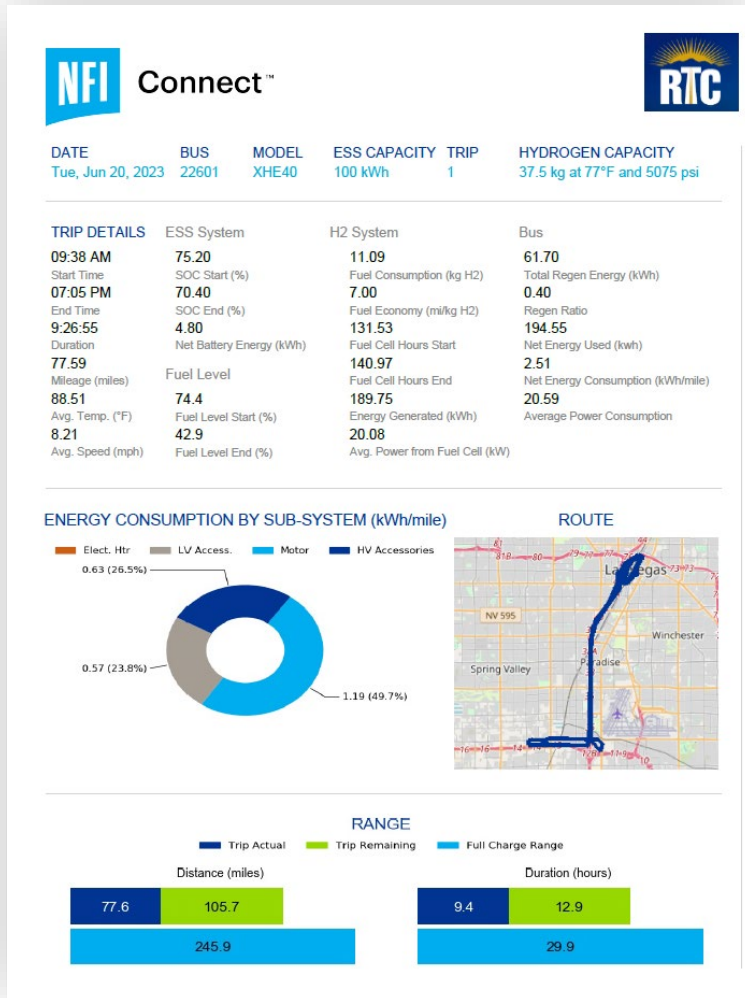 NFI Connect™
RTC
DATE BUS MODEL ESS CAPACITY TRIP HYDROGEN CAPACITY
Tue, Jun 20, 2023 22601 XHE40 100 kWh 1 37.5 kg at 77°F and 5075 psi
TRIP DETAILS
09:38 AM
Start Time
07:05 PM
End Time
9:26:55
Duration
77.59
Mileage (miles)
88.51
Avg. Temp. (°F)
8.21
Avg. Speed (mph)
ESS System
75.20
SOC Start (%)
70.40
SOC End (%)
4.80
Net Battery Energy (kWh)
Fuel Level
74.4
Fuel Level Start (%)
42.9
Fuel Level End (%)
H2 System
11.09
Fuel Consumption (kg H2)
7.00
Fuel Economy (mi/kg H2)
131.53
Fuel Cell Hours Start
140.97
Fuel Cell Hours End
189.75
Energy Generated (kWh)
20.08
Avg. Power from Fuel Cell (kW)
Bus
61.70
Total Regen Energy (kWh)
0.40
Regen Ratio
194.55
Net Energy Used (kwh)
2.51
Net Energy Consumption (kWh/mile)
20.59
Average Power Consumption
ENERGY CONSUMPTION BY SUB-SYSTEM (kWh/mile)
Elect. Htr LV Access. Motor HV Accessories
0.63 (26.5%)
0.57 (23.8%)
1.19 (49.7%)
ROUTE
NV 595
Winchester
Spring Valley
RANGE
Trip Actual Trip Remaining Full Charge Range
Distance (miles)
77.6 105.7
245.9
Duration (hours)
9.4 12.9
29.9